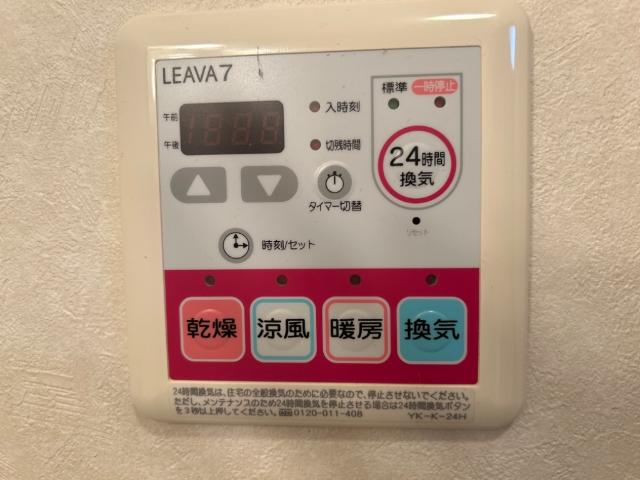 LEAVA7
標準 一時停止
午前
午後
18:88
入時刻
切残時間
24時間
換気
タイマー切替
リセット
時刻/セット
乾燥 涼風 暖房 換気
24時間換気は、住宅の全般換気のために必要なので、停止させないでください。
ただし、メンテナンスのため24時間換気を停止させる場合は24時間換気ボタン
を3秒以上押してください。 0120-011-408 YK-K-24H